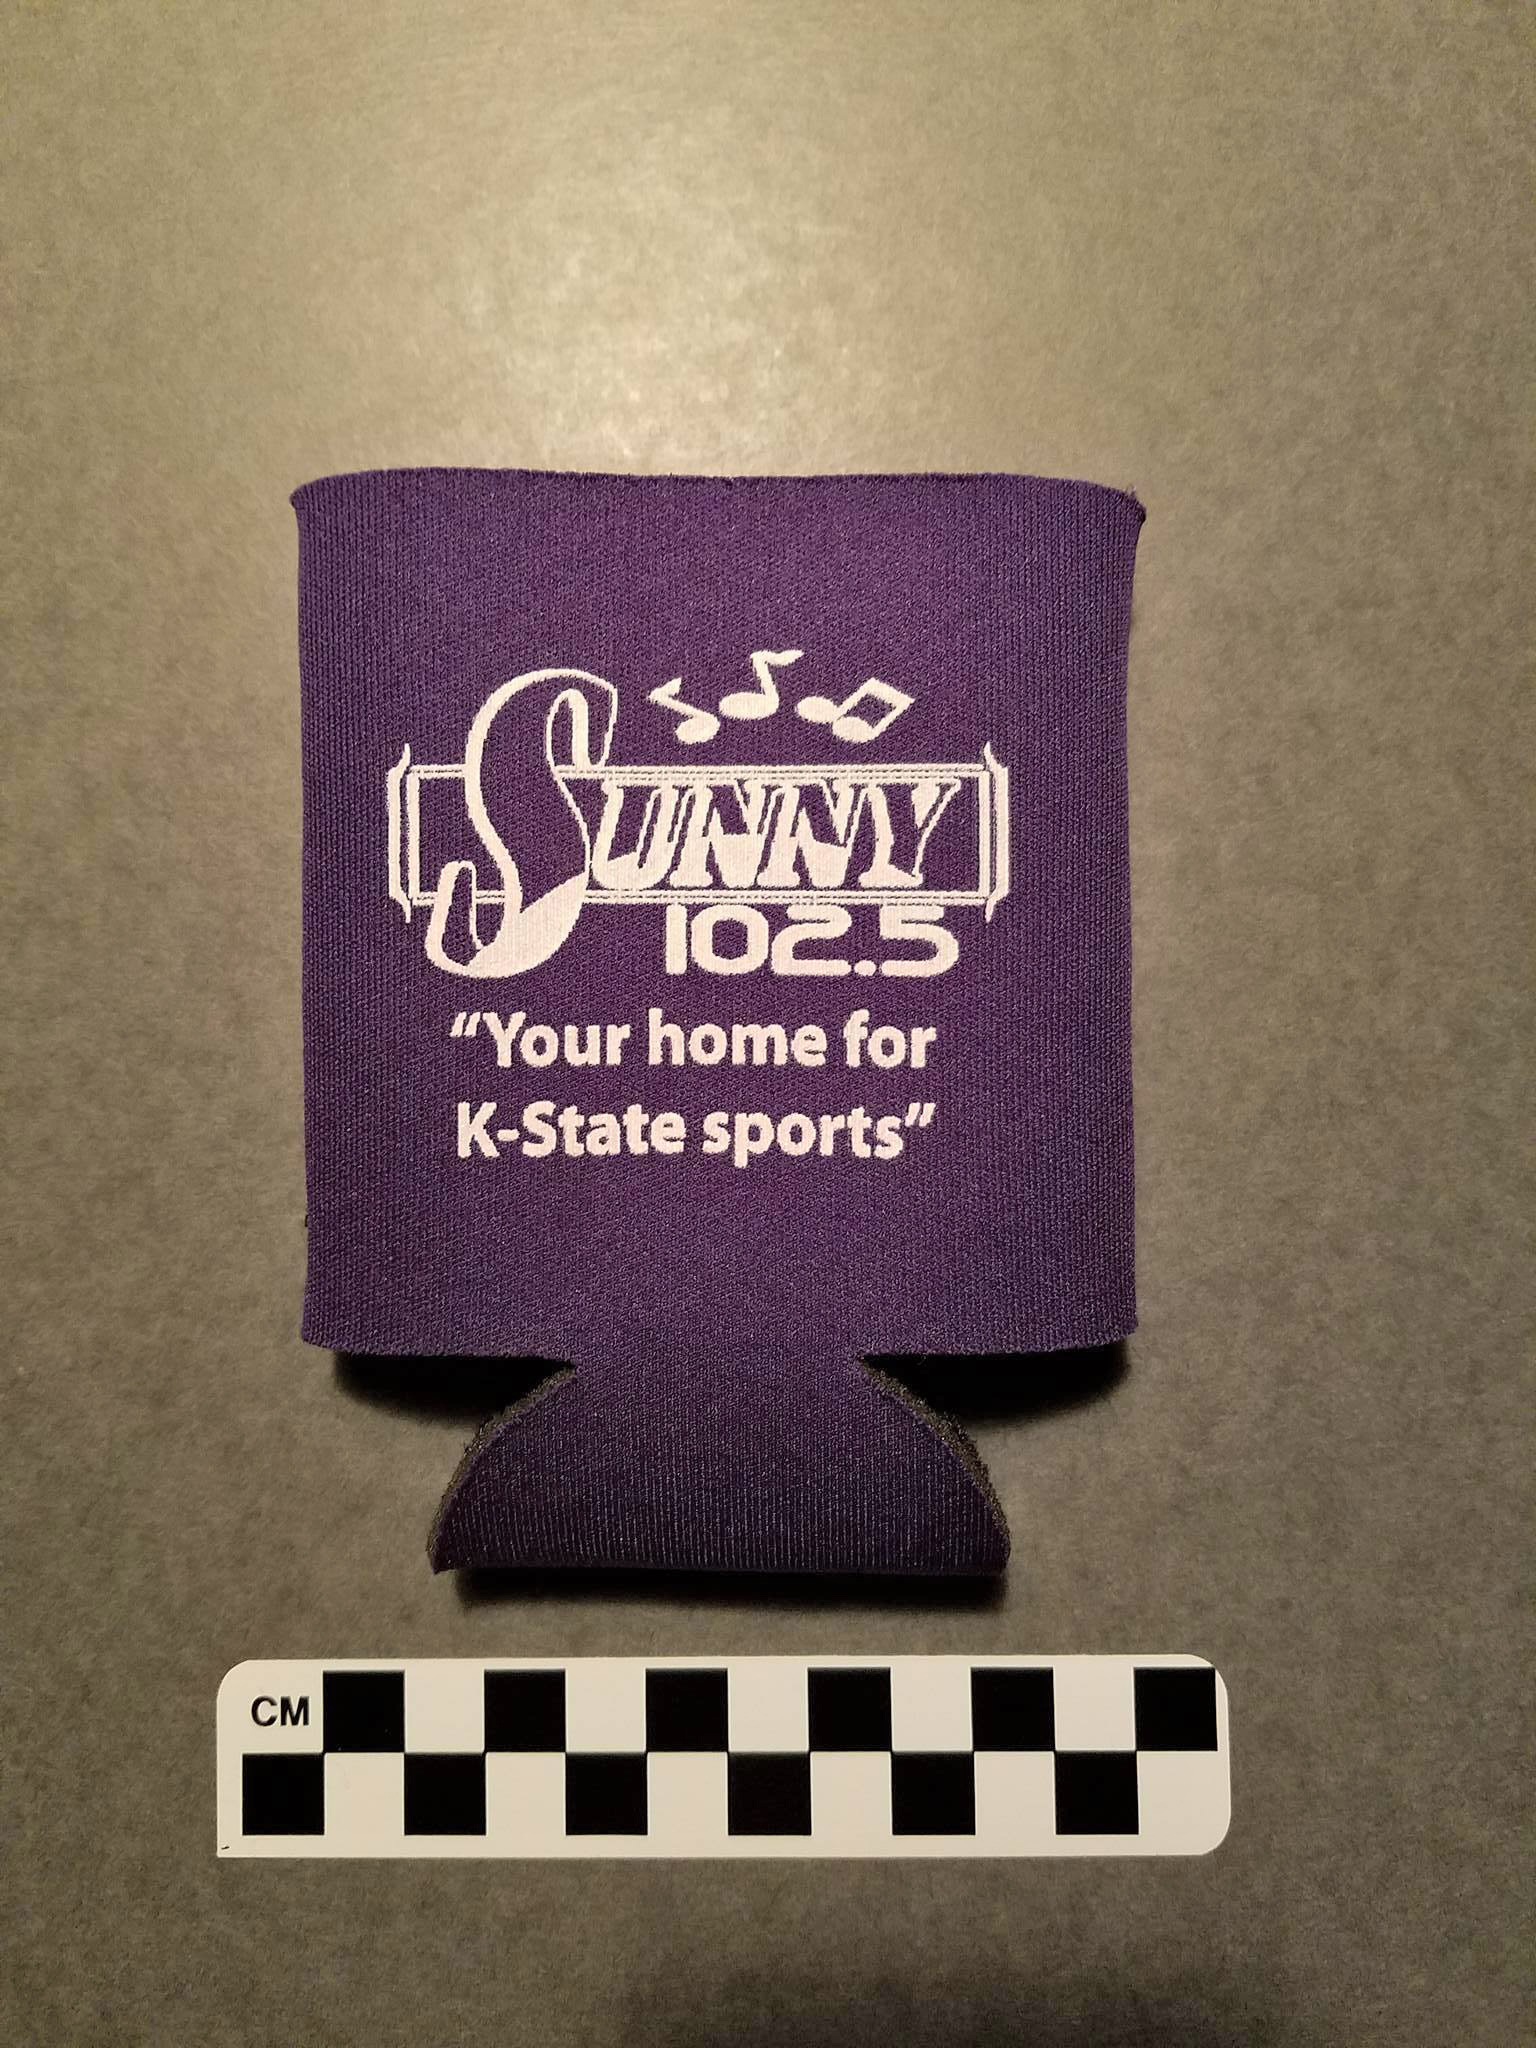 SUNNY
102.5
“Your home for
K-State sports”
CM